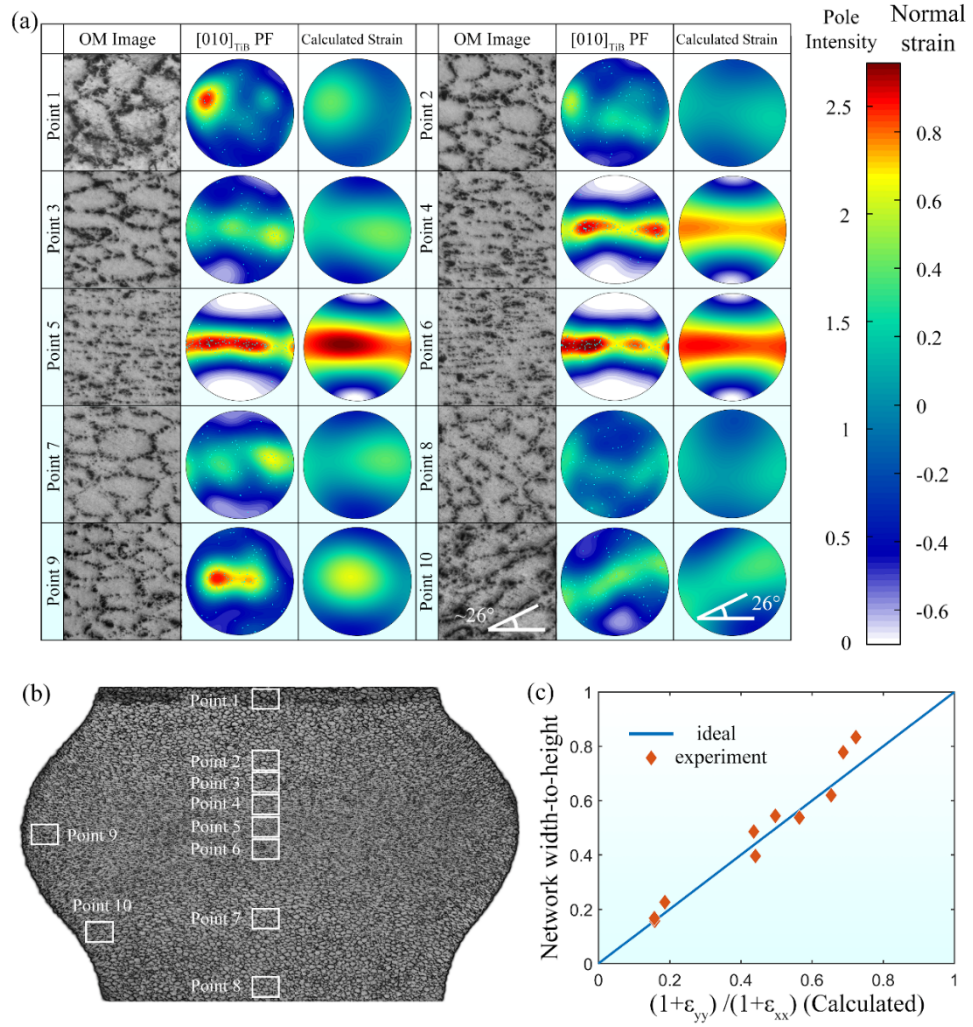 (a)
OM Image [010]TiB PF Calculated Strain OM Image [010]TiB PF Calculated Strain
Pole Intensity
Normal strain
Point 1
Point 2
Point 3
Point 4
Point 5
Point 6
Point 7
Point 8
Point 9
Point 10
~26°
26°
2.5
2
1.5
1
0.5
0
0.8
0.6
0.4
0.2
0
-0.2
-0.4
-0.6
(b)
Point 1
Point 2
Point 3
Point 4
Point 5
Point 6
Point 7
Point 8
Point 9
Point 10
(c)
Network width-to-height
1
0.8
0.6
0.4
0.2
0
ideal
experiment
0 0.2 0.4 0.6 0.8 1
(1+εyy) /(1+εxx) (Calculated)